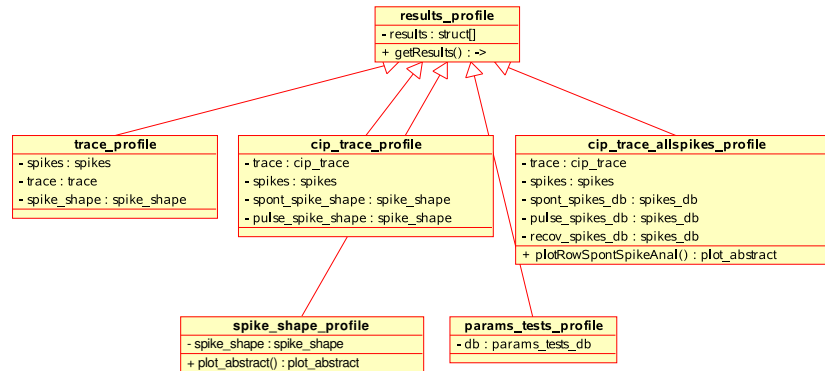 results_profile
- results : struct[]
+ getResults() : ->
trace_profile
- spikes : spikes
- trace : trace
- spike_shape : spike_shape
cip_trace_profile
- trace : cip_trace
- spikes : spikes
- spont_spike_shape : spike_shape
- pulse_spike_shape : spike_shape
cip_trace_allspikes_profile
- trace : cip_trace
- spikes : spikes
- spont_spikes_db : spikes_db
- pulse_spikes_db : spikes_db
- recov_spikes_db : spikes_db
+ plotRowSpontSpikeAnal() : plot_abstract
spike_shape_profile
- spike_shape : spike_shape
+ plot_abstract() : plot_abstract
params_tests_profile
- db : params_tests_db